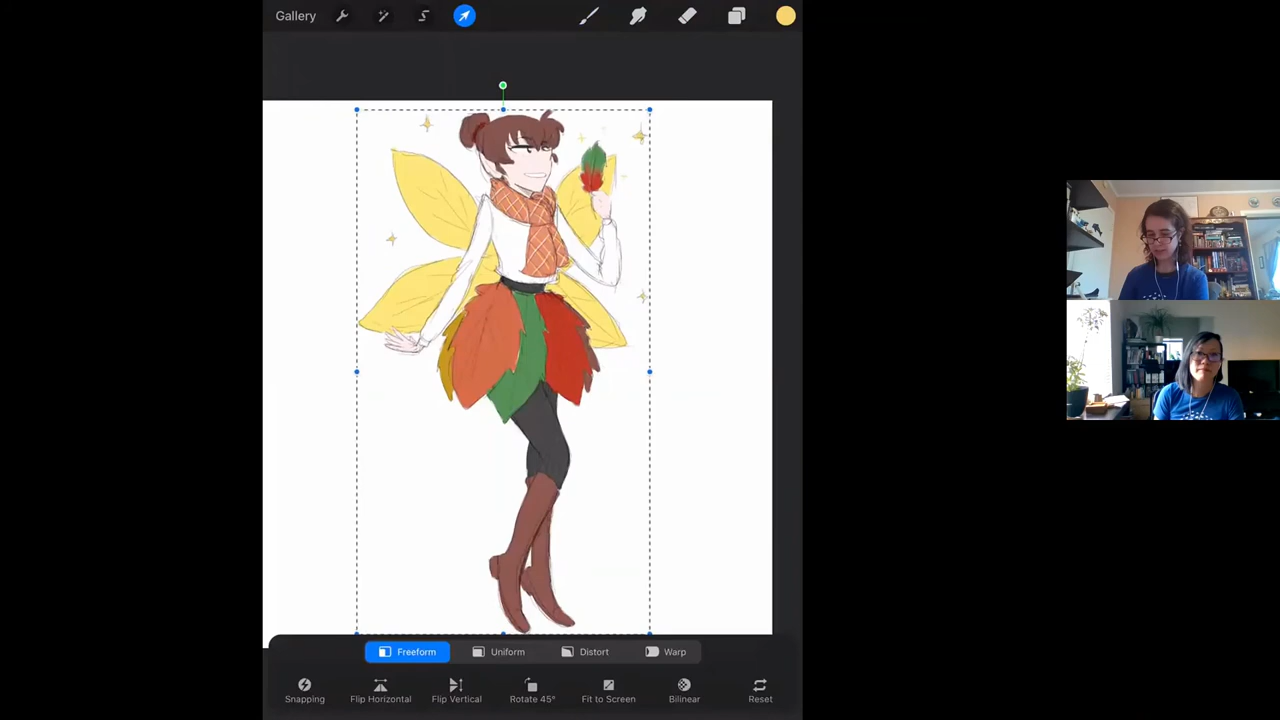 Gallery
Freeform Uniform Distort Warp
Snapping Flip Horizontal Flip Vertical Rotate 45° Fit to Screen Bilinear Reset